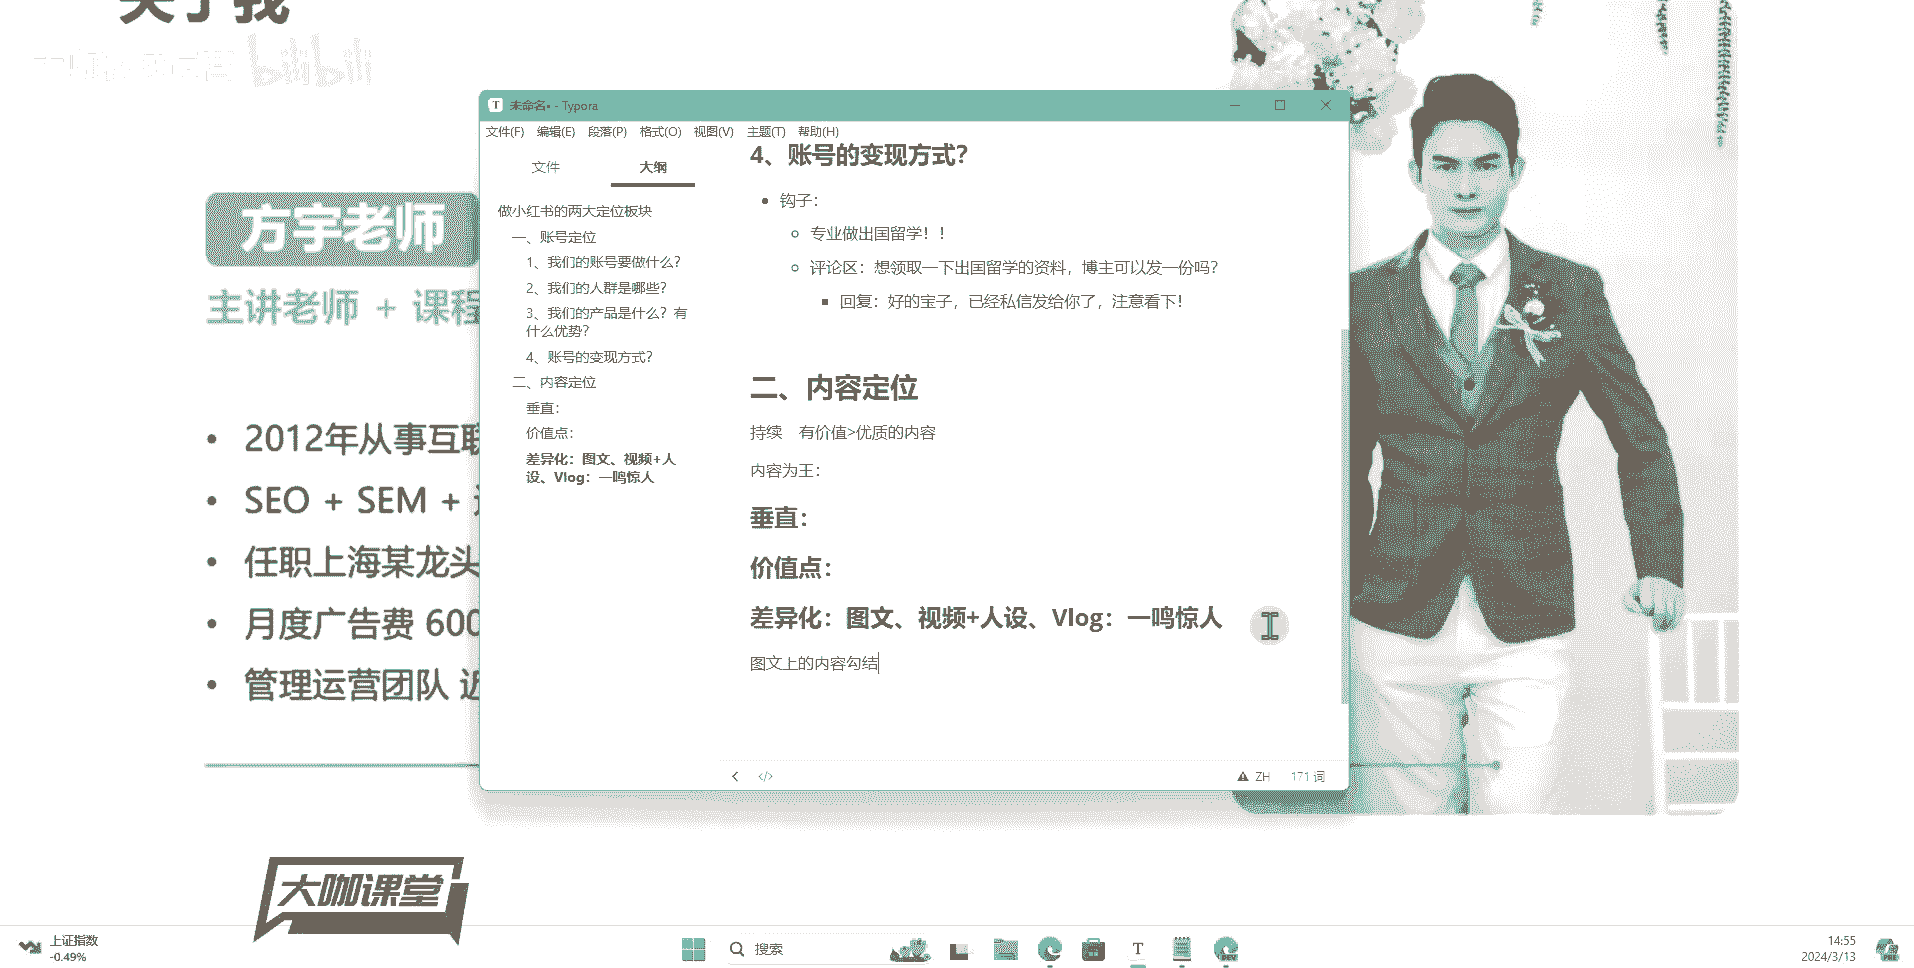 关于我
bilibili
方宇老师
主讲老师 + 课程
2012年从事互联
SEO + SEM +
任职上海某龙头
月度广告费 600
管理运营团队 近
大咖课堂
T 未命名• - Typora
文件(F) 编辑(E) 段落(P) 格式(O) 视图(V) 主题(T) 帮助(H)
文件 大纲
做小红书的两大定位板块
一、账号定位
1、我们的账号要做什么?
2、我们的人群是哪些?
3、我们的产品是什么? 有
什么优势?
4、账号的变现方式?
二、内容定位
垂直:
价值点:
差异化: 图文、视频+人
设、Vlog: 一鸣惊人
4、账号的变现方式?
钩子:
专业做出国留学! !
评论区: 想领取一下出国留学的资料, 博主可以发一份吗?
回复: 好的宝子, 已经私信发给你了, 注意看下!
二、内容定位
持续 有价值>优质的内容
内容为王:
垂直:
价值点:
差异化: 图文、视频+人设、Vlog: 一鸣惊人
图文上的内容勾结
</> ZH 171 词
上证指数
-0.49%
搜索
T
DEV
14:55
2024/3/13
PRE